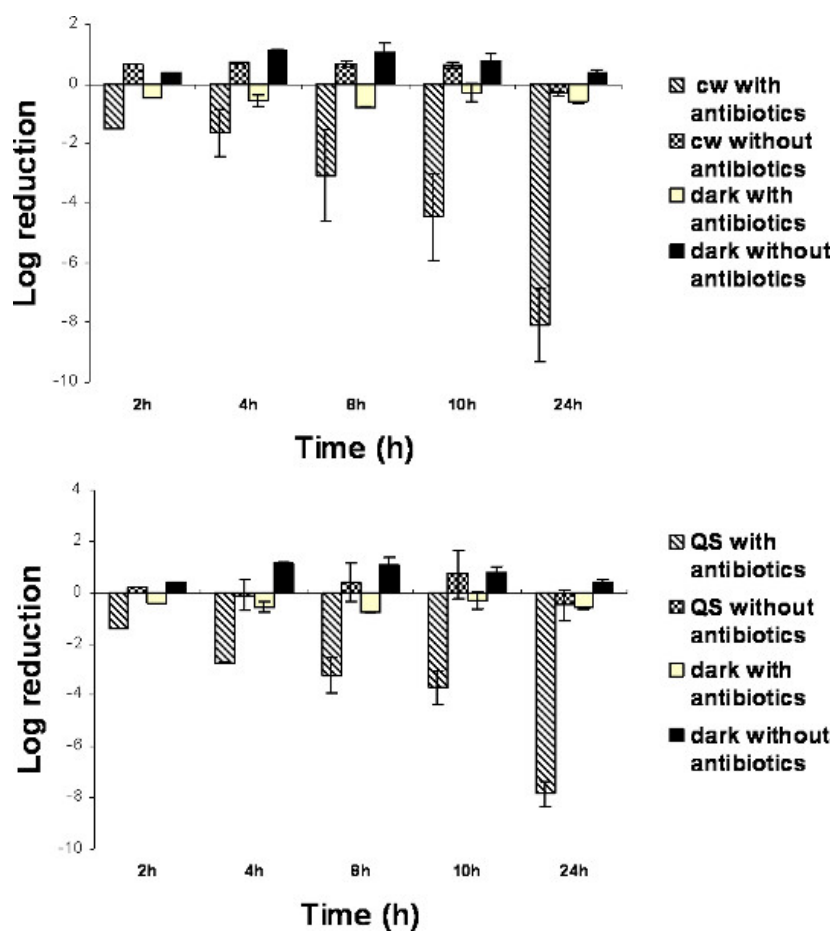 2
0
-2
-4
-6
-8
-10
Log reduction
2h 4h 8h 10h 24h
Time (h)
cw with
antibiotics
cw without
antibiotics
dark with
antibiotics
dark without
antibiotics
4
2
0
-2
-4
-6
-8
-10
Log reduction
2h 4h 8h 10h 24h
Time (h)
QS with
antibiotics
QS without
antibiotics
dark with
antibiotics
dark without
antibiotics